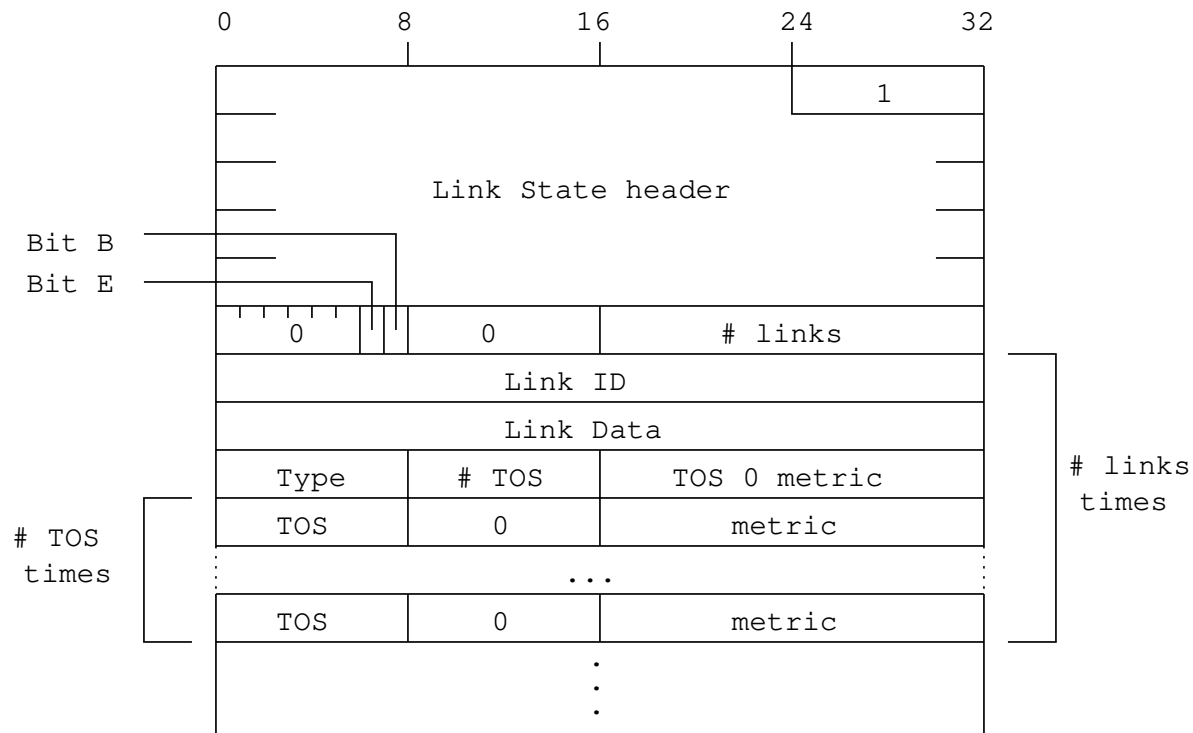 0 8 16 24 32
1
Link State header
Bit B
Bit E
0 0 # links
Link ID
Link Data
Type # TOS TOS 0 metric
# links
times
TOS 0 metric
# TOS
times
...
TOS 0 metric
.
.
.